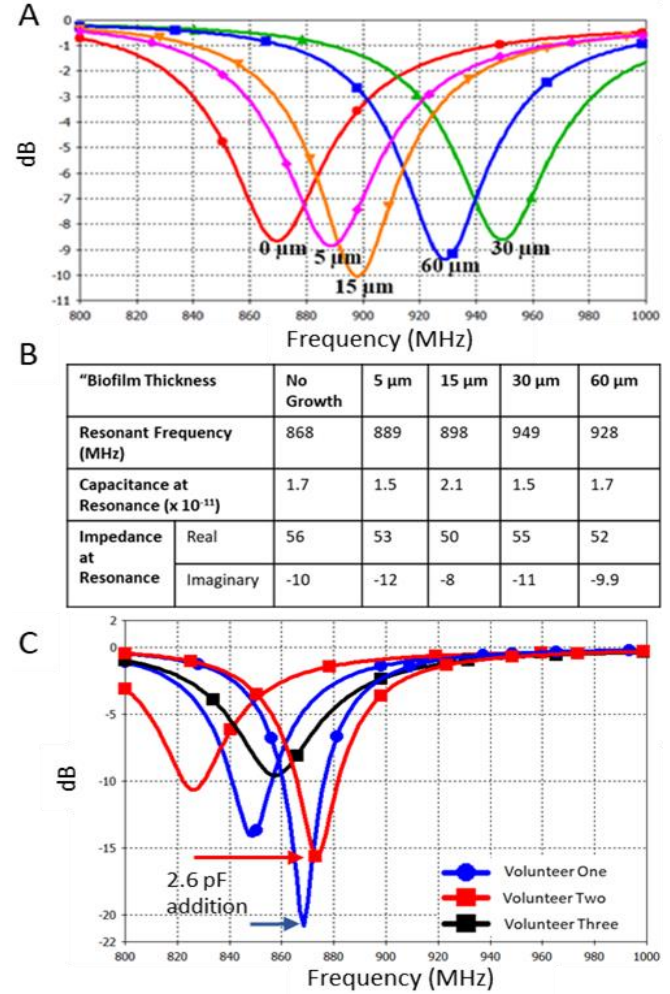 A
0
-1
-2
-3
-4
-5
-6
-7
-8
-9
-10
-11
dB
0 μm
5 μm
15 μm
60 μm
30 μm
800 820 840 860 880 900 920 940 960 980 1000
Frequency (MHz)
B
“Biofilm Thickness No Growth 5 μm 15 μm 30 μm 60 μm
Resonant Frequency (MHz) 868 889 898 949 928
Capacitance at Resonance (x 10⁻¹¹) 1.7 1.5 2.1 1.5 1.7
Impedance at Resonance Real 56 53 50 55 52
Imaginary -10 -12 -8 -11 -9.9
C
2
0
-5
-10
-15
-20
-22
dB
2.6 pF
addition
Volunteer One
Volunteer Two
Volunteer Three
800 820 840 860 880 900 920 940 960 980 1000
Frequency (MHz)